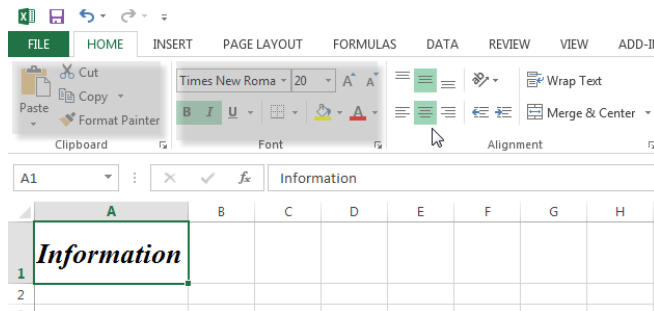 FILE HOME INSERT PAGE LAYOUT FORMULAS DATA REVIEW VIEW ADD-I
Cut
Copy
Format Painter
Paste
Clipboard
Times New Roma 20 A A
B I U A
Font
Wrap Text
Merge & Center
Alignment
A1 fx Information
A B C D E F G H
1 Information
2